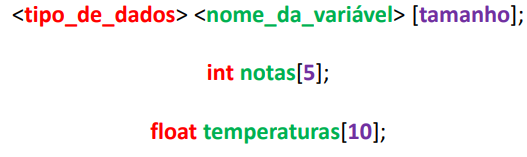 <tipo_de_dados> <nome_da_variável> [tamanho];
int notas[5];
float temperaturas[10];